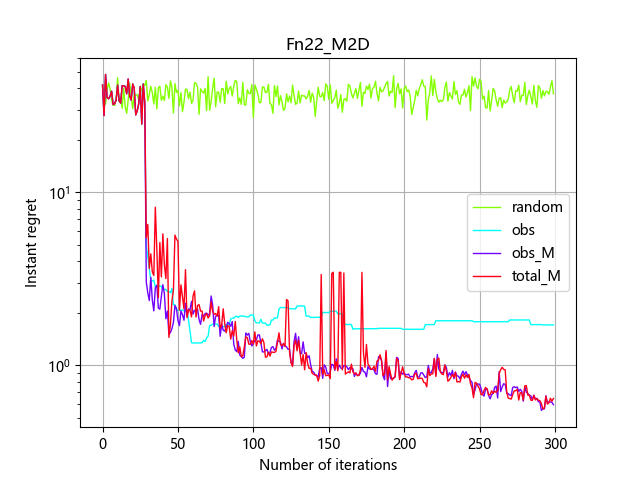 Fn22_M2D
Instant regret
10¹
10⁰
random
obs
obs_M
total_M
0 50 100 150 200 250 300
Number of iterations